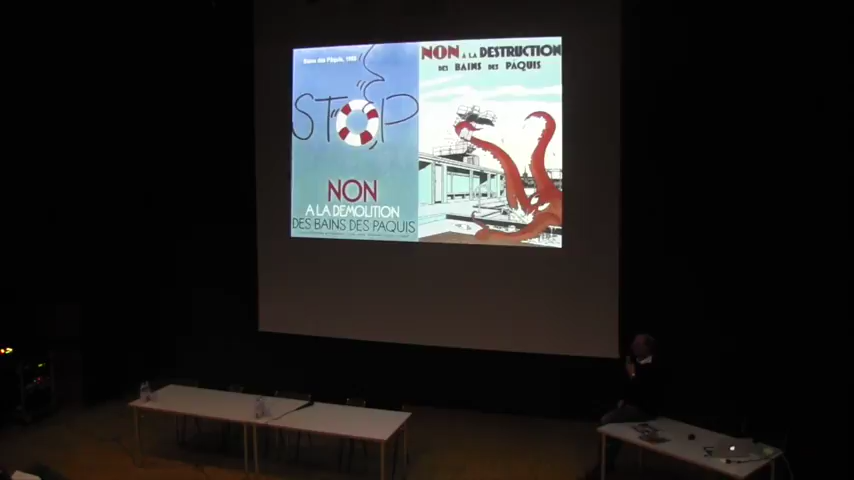 Bains des Pâquis, 1988
STOP
NON
A LA DEMOLITION
DES BAINS DES PAQUIS
NON A LA DESTRUCTION
DES BAINS DES PAQUIS